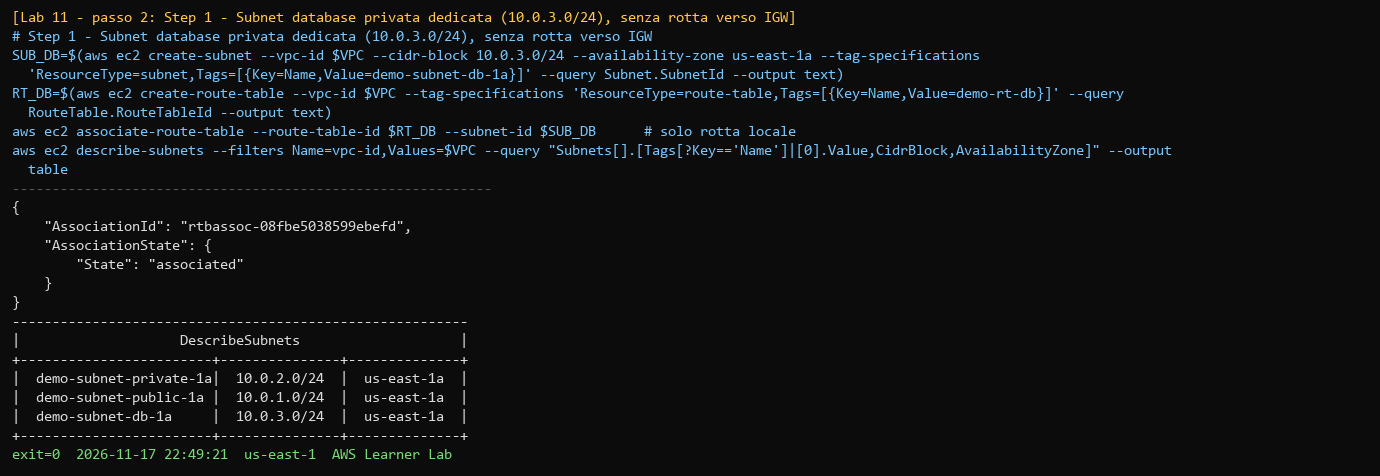 [Lab 11 - passo 2: Step 1 - Subnet database privata dedicata (10.0.3.0/24), senza rotta verso IGW]
# Step 1 - Subnet database privata dedicata (10.0.3.0/24), senza rotta verso IGW
SUB_DB=$(aws ec2 create-subnet --vpc-id $VPC --cidr-block 10.0.3.0/24 --availability-zone us-east-1a --tag-specifications
  'ResourceType=subnet,Tags=[{Key=Name,Value=demo-subnet-db-1a}]' --query Subnet.SubnetId --output text)
RT_DB=$(aws ec2 create-route-table --vpc-id $VPC --tag-specifications 'ResourceType=route-table,Tags=[{Key=Name,Value=demo-rt-db}]' --query
  RouteTable.RouteTableId --output text)
aws ec2 associate-route-table --route-table-id $RT_DB --subnet-id $SUB_DB      # solo rotta locale
aws ec2 describe-subnets --filters Name=vpc-id,Values=$VPC --query "Subnets[].[Tags[?Key=='Name']|[0].Value,CidrBlock,AvailabilityZone]" --output
  table
------------------------------------------------------------
{
    "AssociationId": "rtbassoc-08fbe5038599ebefd",
    "AssociationState": {
        "State": "associated"
    }
}
---------------------------------------------------------
|                    DescribeSubnets                    |
+------------------------+---------------+--------------+
|  demo-subnet-private-1a|  10.0.2.0/24  |  us-east-1a  |
|  demo-subnet-public-1a |  10.0.1.0/24  |  us-east-1a  |
|  demo-subnet-db-1a     |  10.0.3.0/24  |  us-east-1a  |
+------------------------+---------------+--------------+
exit=0  2026-11-17 22:49:21  us-east-1  AWS Learner Lab